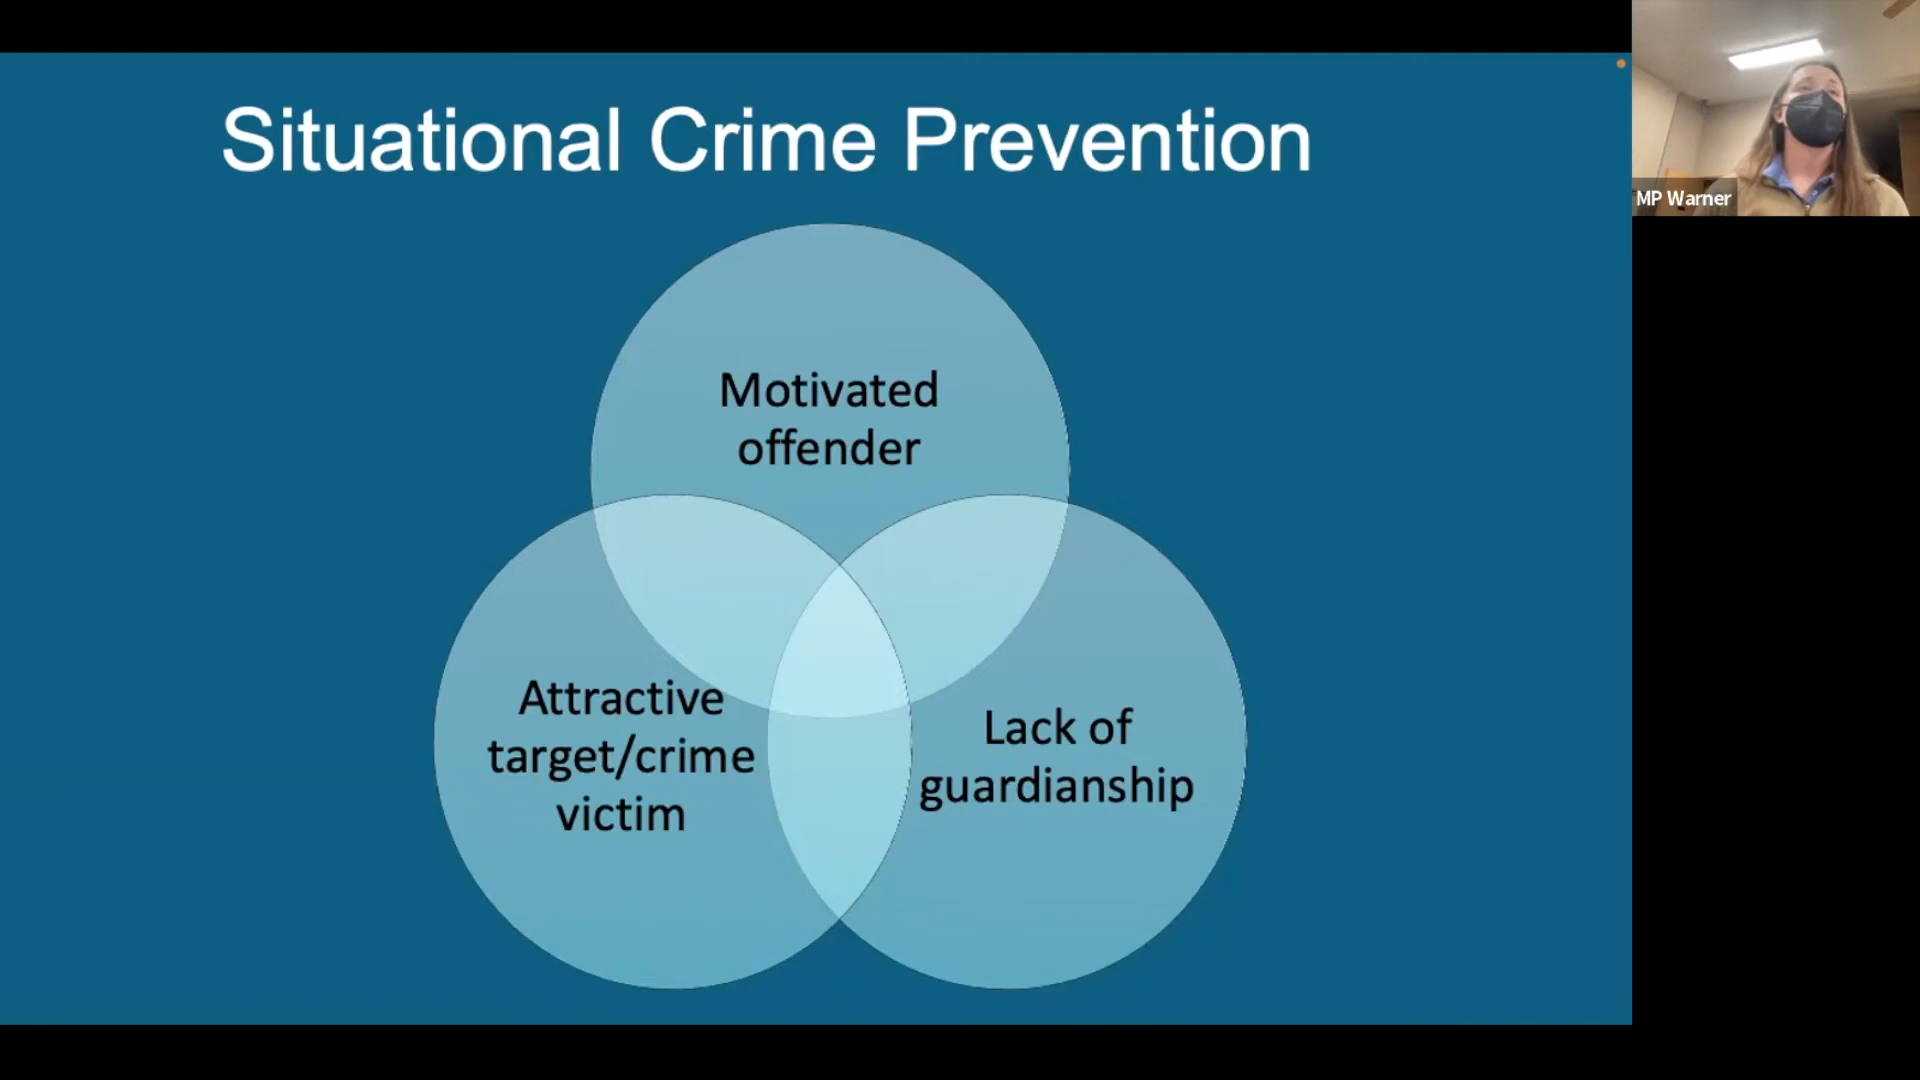 Situational Crime Prevention
MP Warner
Motivated
offender
Attractive
target/crime
victim
Lack of
guardianship